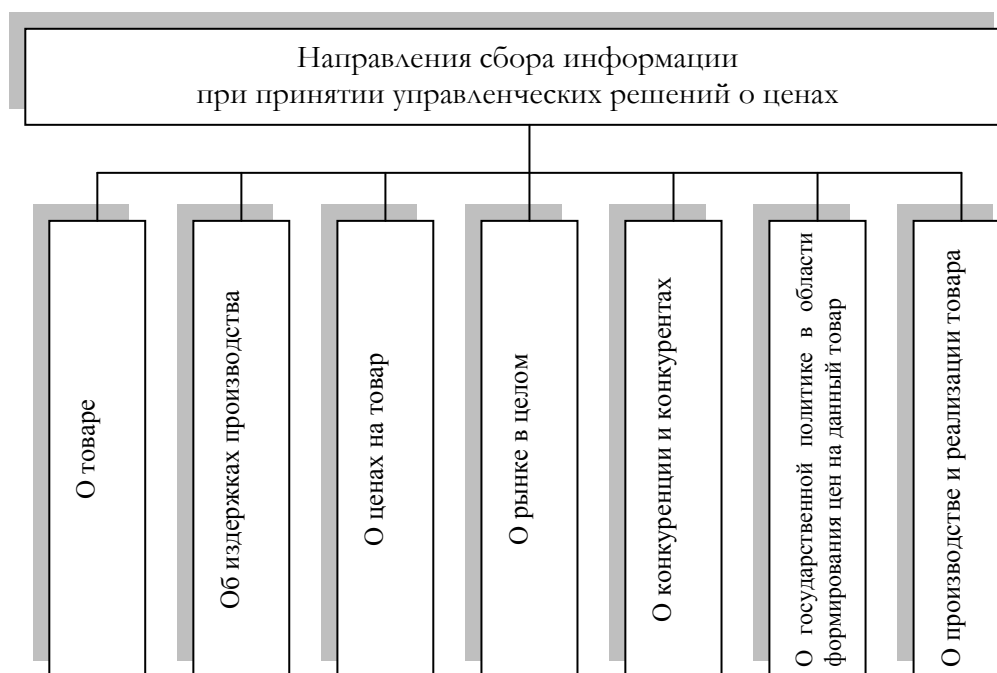 Направления сбора информации
при принятии управленческих решений о ценах
О товаре
Об издержках производства
О ценах на товар
О рынке в целом
О конкуренции и конкурентах
О государственной политике в области
формирования цен на данный товар
О производстве и реализации товара